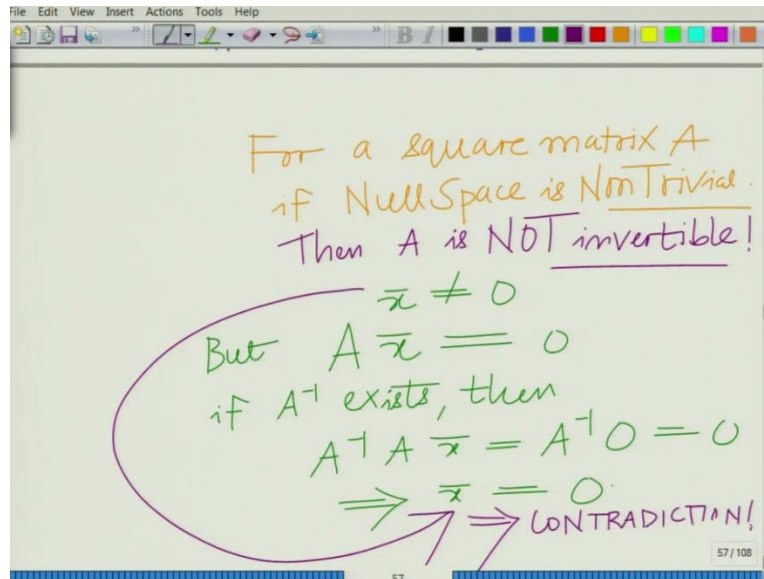 File Edit View Insert Actions Tools Help
B I
For a square matrix A
if NullSpace is NonTrivial.
Then A is NOT invertible!
x̄ ≠ 0
But A x̄ = 0
if A⁻¹ exists, then
A⁻¹ A x̄ = A⁻¹ 0 = 0
⇒ x̄ = 0.
⇒ CONTRADICTION!
57 / 108
57